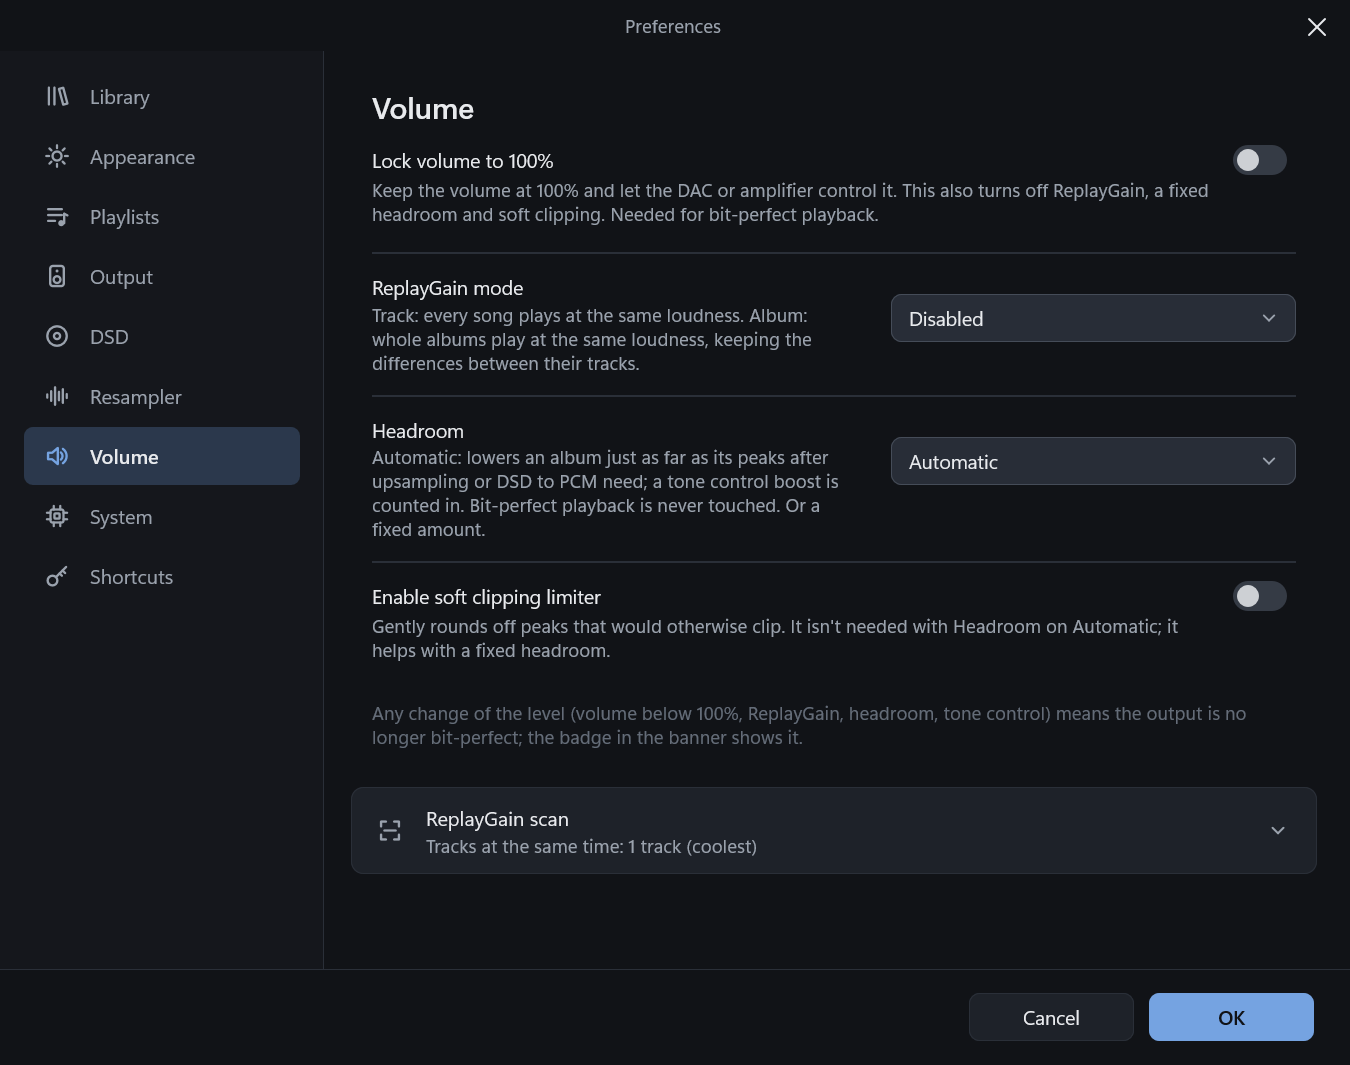 Preferences
Library
Appearance
Playlists
Output
DSD
Resampler
Volume
System
Shortcuts
Volume
Lock volume to 100%
Keep the volume at 100% and let the DAC or amplifier control it. This also turns off ReplayGain, a fixed
headroom and soft clipping. Needed for bit-perfect playback.
ReplayGain mode
Track: every song plays at the same loudness. Album:
whole albums play at the same loudness, keeping the
differences between their tracks.
Disabled
Headroom
Automatic: lowers an album just as far as its peaks after
upsampling or DSD to PCM need; a tone control boost is
counted in. Bit-perfect playback is never touched. Or a
fixed amount.
Automatic
Enable soft clipping limiter
Gently rounds off peaks that would otherwise clip. It isn't needed with Headroom on Automatic; it
helps with a fixed headroom.
Any change of the level (volume below 100%, ReplayGain, headroom, tone control) means the output is no
longer bit-perfect; the badge in the banner shows it.
ReplayGain scan
Tracks at the same time: 1 track (coolest)
Cancel
OK